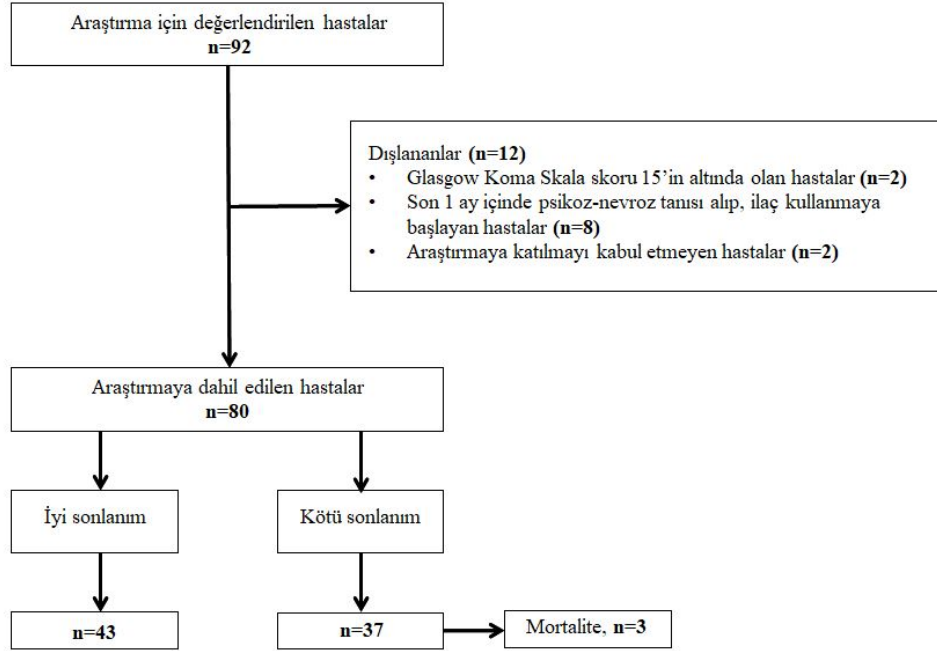 Araştırma için değerlendirilen hastalar
n=92
Dışlananlar (n=12)
• Glasgow Koma Skala skoru 15’in altında olan hastalar (n=2)
• Son 1 ay içinde psikoz-nevroz tanısı alıp, ilaç kullanmaya
başlayan hastalar (n=8)
• Araştırmaya katılmayı kabul etmeyen hastalar (n=2)
Araştırmaya dahil edilen hastalar
n=80
İyi sonlanım
Kötü sonlanım
n=43
n=37
Mortalite, n=3